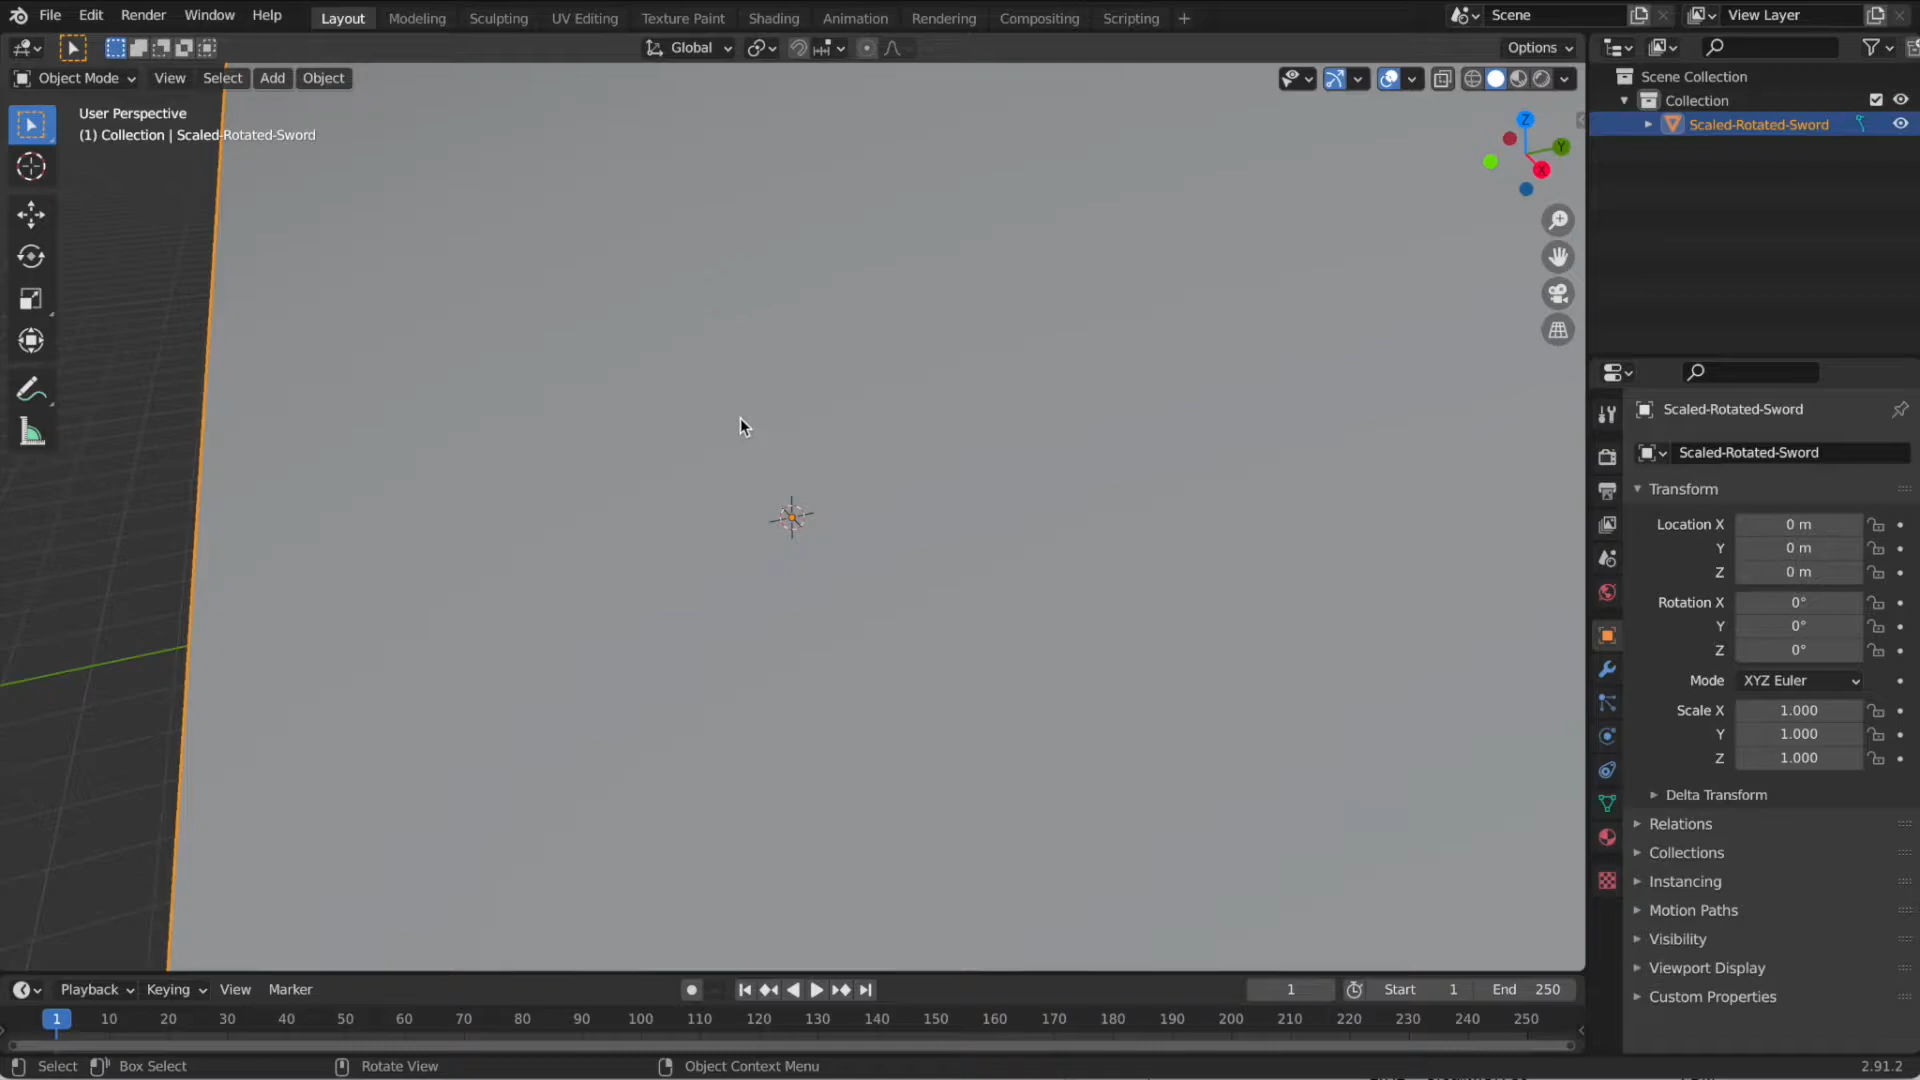 File Edit Render Window Help Layout Modeling Sculpting UV Editing Texture Paint Shading Animation Rendering Compositing Scripting + Scene View Layer
Global Options
Object Mode View Select Add Object
User Perspective
(1) Collection | Scaled-Rotated-Sword
Z
Y
X
Scene Collection
Collection
Scaled-Rotated-Sword
Scaled-Rotated-Sword
Scaled-Rotated-Sword
Transform
Location X 0 m
Y 0 m
Z 0 m
Rotation X 0°
Y 0°
Z 0°
Mode XYZ Euler
Scale X 1.000
Y 1.000
Z 1.000
Delta Transform
Relations
Collections
Instancing
Motion Paths
Visibility
Viewport Display
Custom Properties
Playback Keying View Marker 1 Start 1 End 250
1 10 20 30 40 50 60 70 80 90 100 110 120 130 140 150 160 170 180 190 200 210 220 230 240 250
Select Box Select Rotate View Object Context Menu 2.91.2